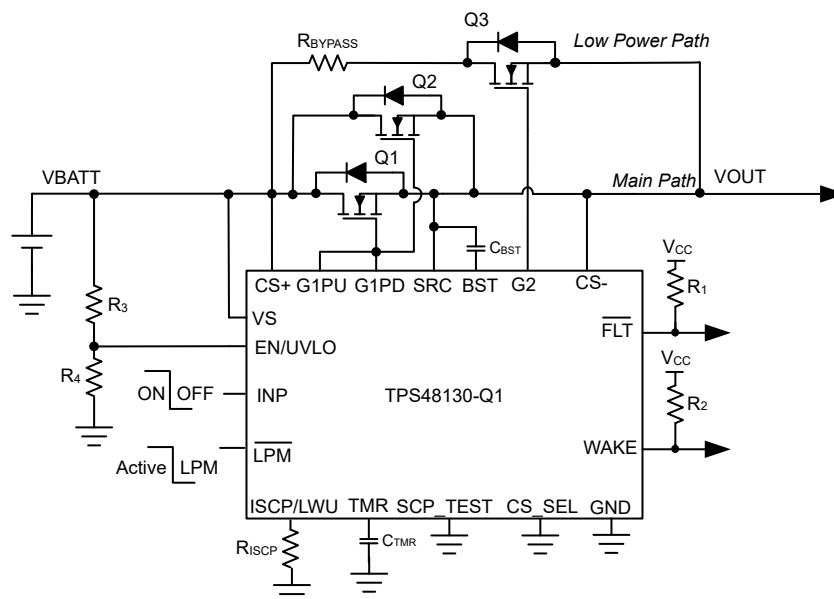 Q3
RBYPASS
Low Power Path
Q2
Q1
VBATT
Main Path
VOUT
CBST
VCC
CS+ G1PU G1PD SRC BST G2 CS-
R1
R3
VS
FLT
EN/UVLO
VCC
R4
ON OFF
INP
TPS48130-Q1
R2
Active LPM
LPM
WAKE
ISCP/LWU TMR SCP_TEST CS_SEL GND
RISCP
CTMR